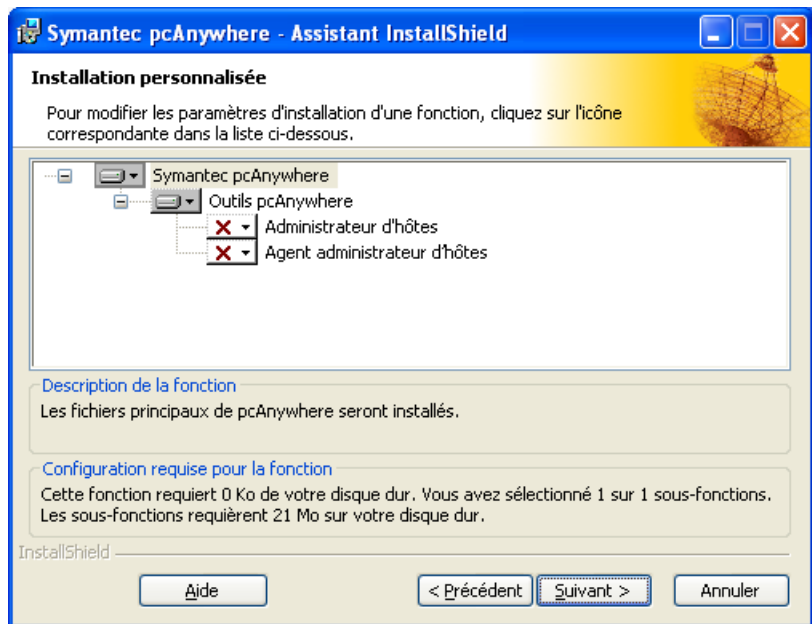 Symantec pcAnywhere - Assistant InstallShield
Installation personnalisée
Pour modifier les paramètres d'installation d'une fonction, cliquez sur l'icône
correspondante dans la liste ci-dessous.
Symantec pcAnywhere
Outils pcAnywhere
Administrateur d'hôtes
Agent administrateur d'hôtes
Description de la fonction
Les fichiers principaux de pcAnywhere seront installés.
Configuration requise pour la fonction
Cette fonction requiert 0 Ko de votre disque dur. Vous avez sélectionné 1 sur 1 sous-fonctions.
Les sous-fonctions requièrent 21 Mo sur votre disque dur.
InstallShield
Aide
< Précédent
Suivant >
Annuler